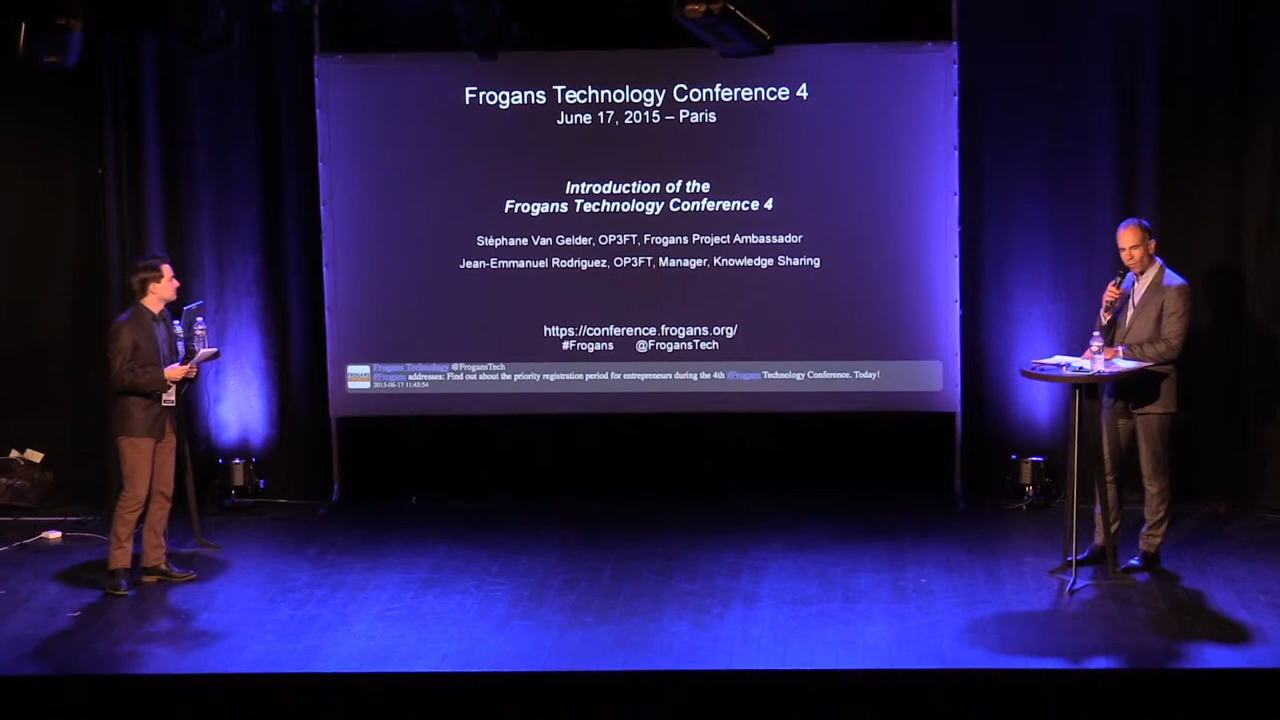 Frogans Technology Conference 4
June 17, 2015 – Paris
Introduction of the
Frogans Technology Conference 4
Stéphane Van Gelder, OP3FT, Frogans Project Ambassador
Jean-Emmanuel Rodriguez, OP3FT, Manager, Knowledge Sharing
https://conference.frogans.org/
#Frogans @FrogansTech
Frogans Technology @FrogansTech
FROGANS
#Frogans addresses: Find out about the priority registration period for entrepreneurs during the 4th #Frogans Technology Conference. Today!
2015-06-17 11:45:54